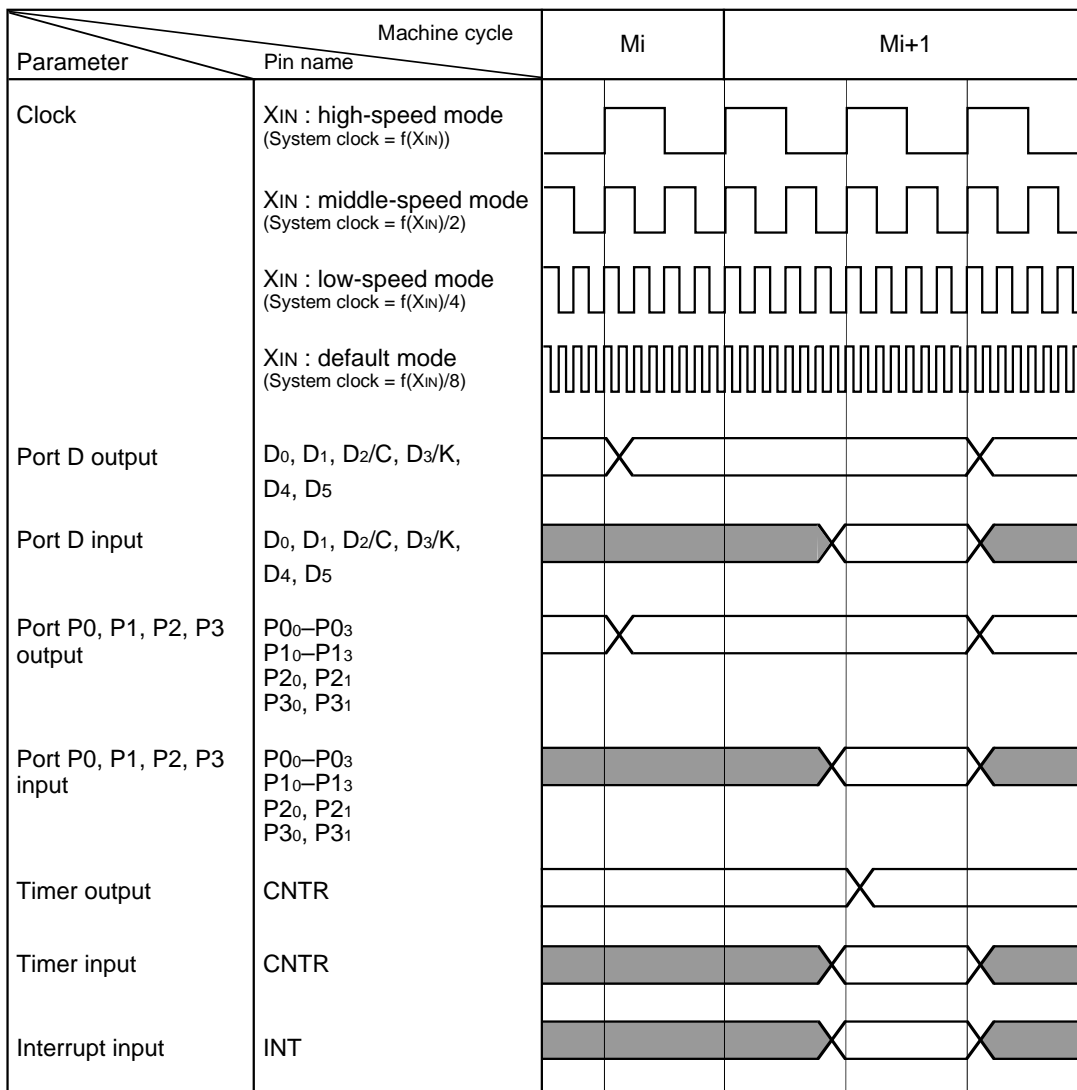 Machine cycle
Parameter
Pin name
Mi
Mi+1
Clock
XIN : high-speed mode
(System clock = f(XIN))
XIN : middle-speed mode
(System clock = f(XIN)/2)
XIN : low-speed mode
(System clock = f(XIN)/4)
XIN : default mode
(System clock = f(XIN)/8)
Port D output
D0, D1, D2/C, D3/K,
D4, D5
Port D input
D0, D1, D2/C, D3/K,
D4, D5
Port P0, P1, P2, P3
output
P00–P03
P10–P13
P20, P21
P30, P31
Port P0, P1, P2, P3
input
P00–P03
P10–P13
P20, P21
P30, P31
Timer output
CNTR
Timer input
CNTR
Interrupt input
INT